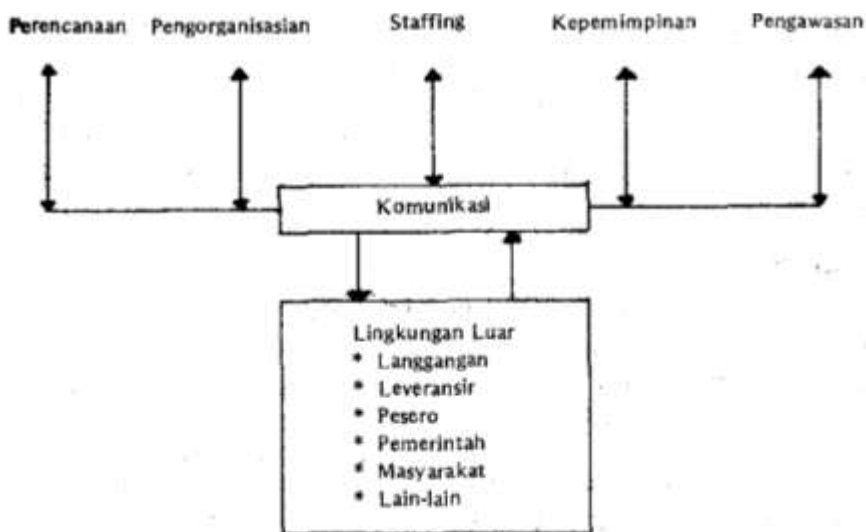 Perencanaan Pengorganisasian Staffing Kepemimpinan Pengawasan
Komunikasi
Lingkungan Luar
* Langgangan
* Leveransir
* Pesero
* Pemerintah
* Masyarakat
* Lain-lain